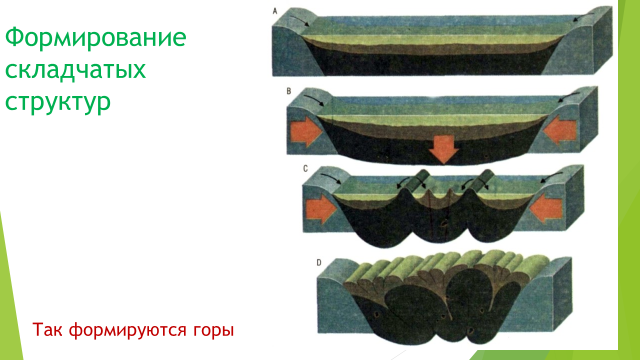 Формирование
складчатых
структур
A
B
C
D
Так формируются горы